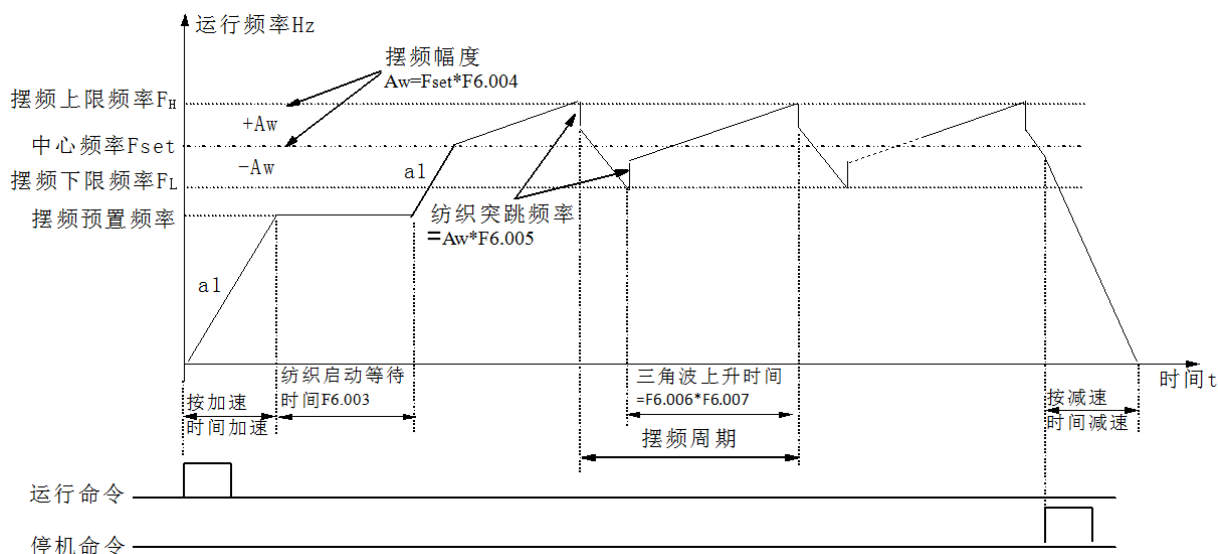 运行频率Hz
摆频幅度
Aw=Fset*F6.004
摆频上限频率FH
+Aw
中心频率Fset
-Aw
摆频下限频率FL
a1
摆频预置频率
纺织突跳频率
=Aw*F6.005
a1
纺织启动等待
时间F6.003
三角波上升时间
=F6.006*F6.007
时间t
按加速
时间加速
按减速
时间减速
摆频周期
运行命令
停机命令